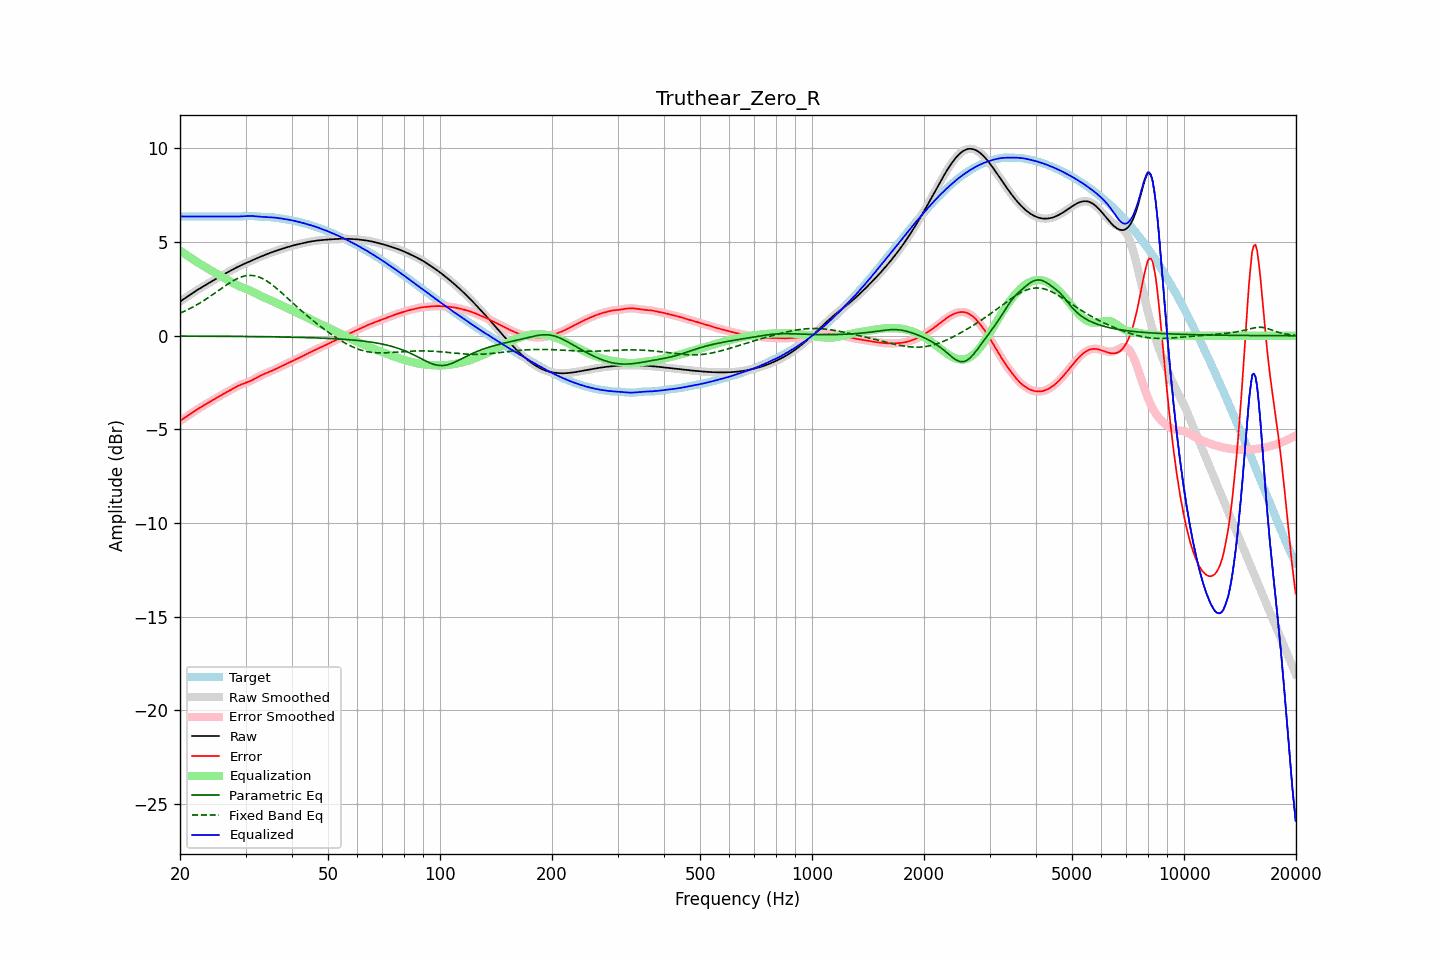 Truthear_Zero_R
Amplitude (dBr)
10
5
0
−5
−10
−15
−20
−25
Target
Raw Smoothed
Error Smoothed
Raw
Error
Equalization
Parametric Eq
Fixed Band Eq
Equalized
20 50 100 200 500 1000 2000 5000 10000 20000
Frequency (Hz)